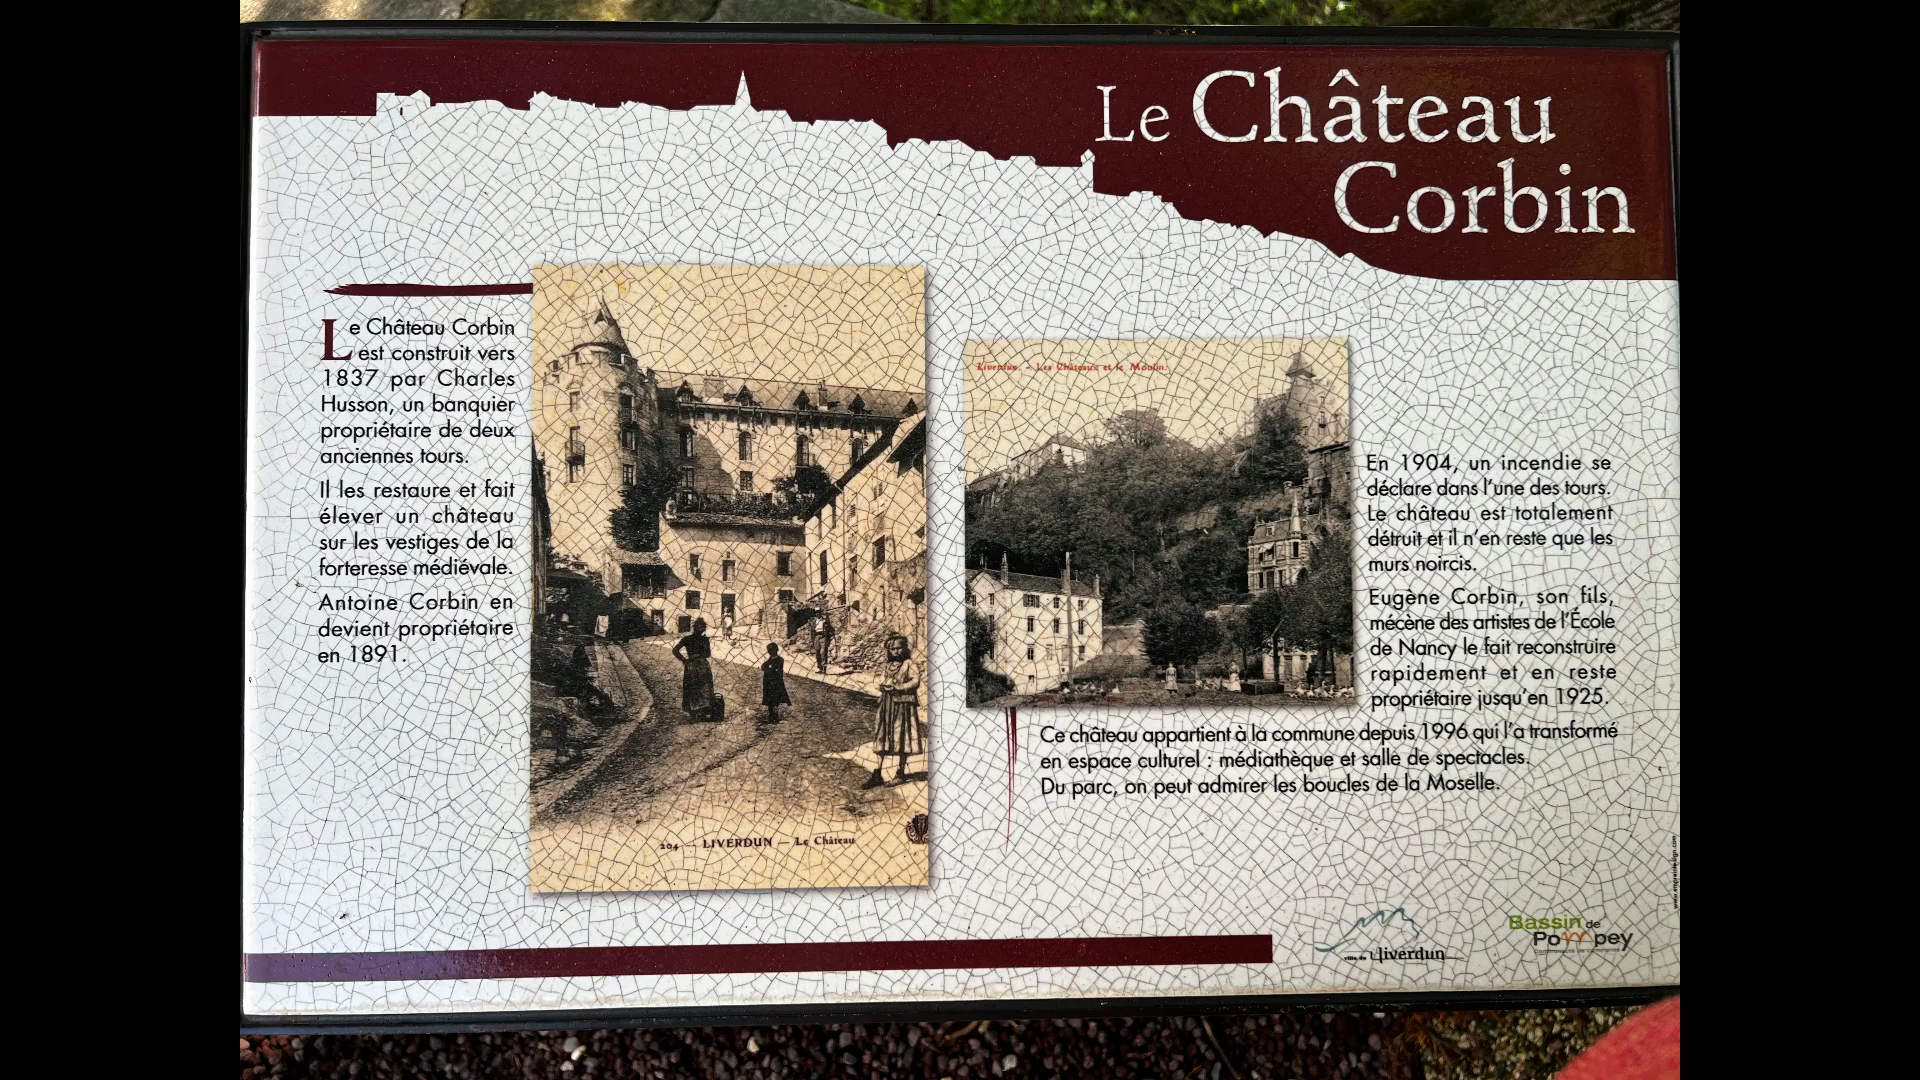 Le Château
Corbin
Le Château Corbin
est construit vers
1837 par Charles
Husson, un banquier
propriétaire de deux
anciennes tours.
Il les restaure et fait
élever un château
sur les vestiges de la
forteresse médiévale.
Antoine Corbin en
devient propriétaire
en 1891.
204 — LIVERDUN — Le Château
Liverdun. - Les Châteaux et le Moulin.
En 1904, un incendie se
déclare dans l'une des tours.
Le château est totalement
détruit et il n'en reste que les
murs noircis.
Eugène Corbin, son fils,
mécène des artistes de l'École
de Nancy le fait reconstruire
rapidement et en reste
propriétaire jusqu'en 1925.
Ce château appartient à la commune depuis 1996 qui l'a transformé
en espace culturel : médiathèque et salle de spectacles.
Du parc, on peut admirer les boucles de la Moselle.
ville de Liverdun
Bassin de
Pompey